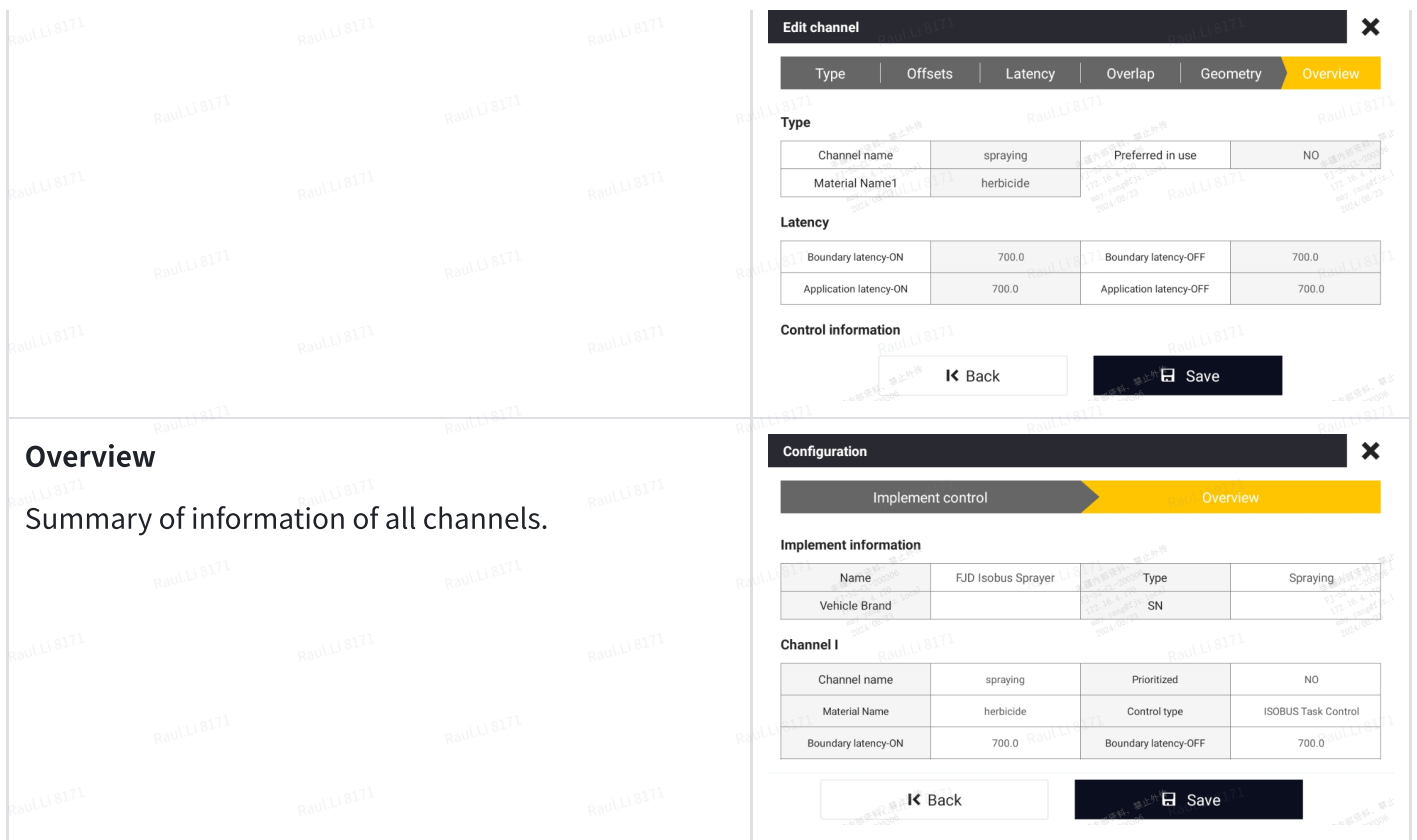 Edit channel
Type Offsets Latency Overlap Geometry Overview
Type
Channel name spraying Preferred in use NO
Material Name1 herbicide
Latency
Boundary latency-ON 700.0 Boundary latency-OFF 700.0
Application latency-ON 700.0 Application latency-OFF 700.0
Control information
Back Save
Overview
Summary of information of all channels.
Configuration
Implement control Overview
Implement information
Name FJD Isobus Sprayer Type Spraying
Vehicle Brand SN
Channel I
Channel name spraying Prioritized NO
Material Name herbicide Control type ISOBUS Task Control
Boundary latency-ON 700.0 Boundary latency-OFF 700.0
Back Save
Raul.Li 8171